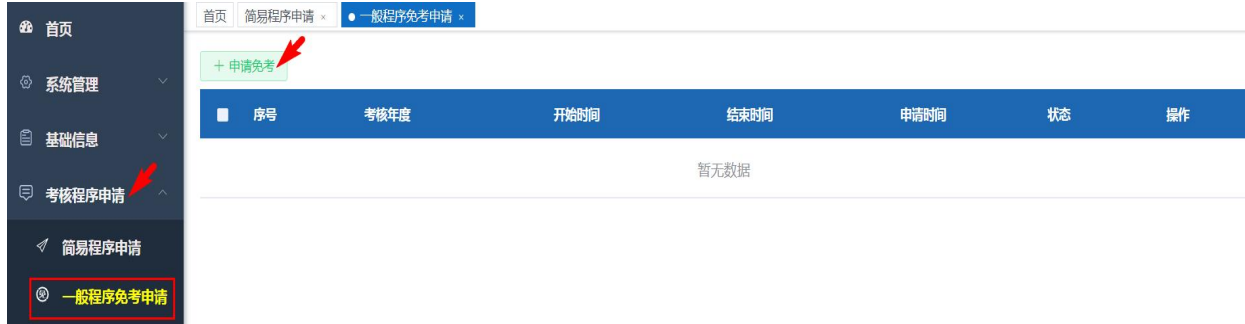 首页
系统管理
基础信息
考核程序申请
简易程序申请
一般程序免考申请
首页 简易程序申请 × ● 一般程序免考申请 ×
+ 申请免考
序号 考核年度 开始时间 结束时间 申请时间 状态 操作
暂无数据